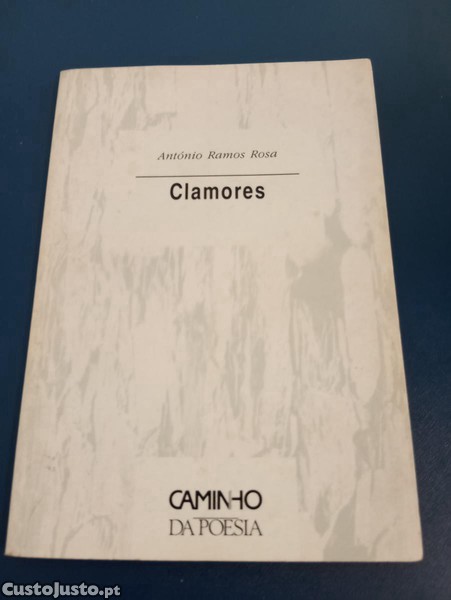 António Ramos Rosa
Clamores
CAMINHO
DA POESIA
CustoJusto.pt